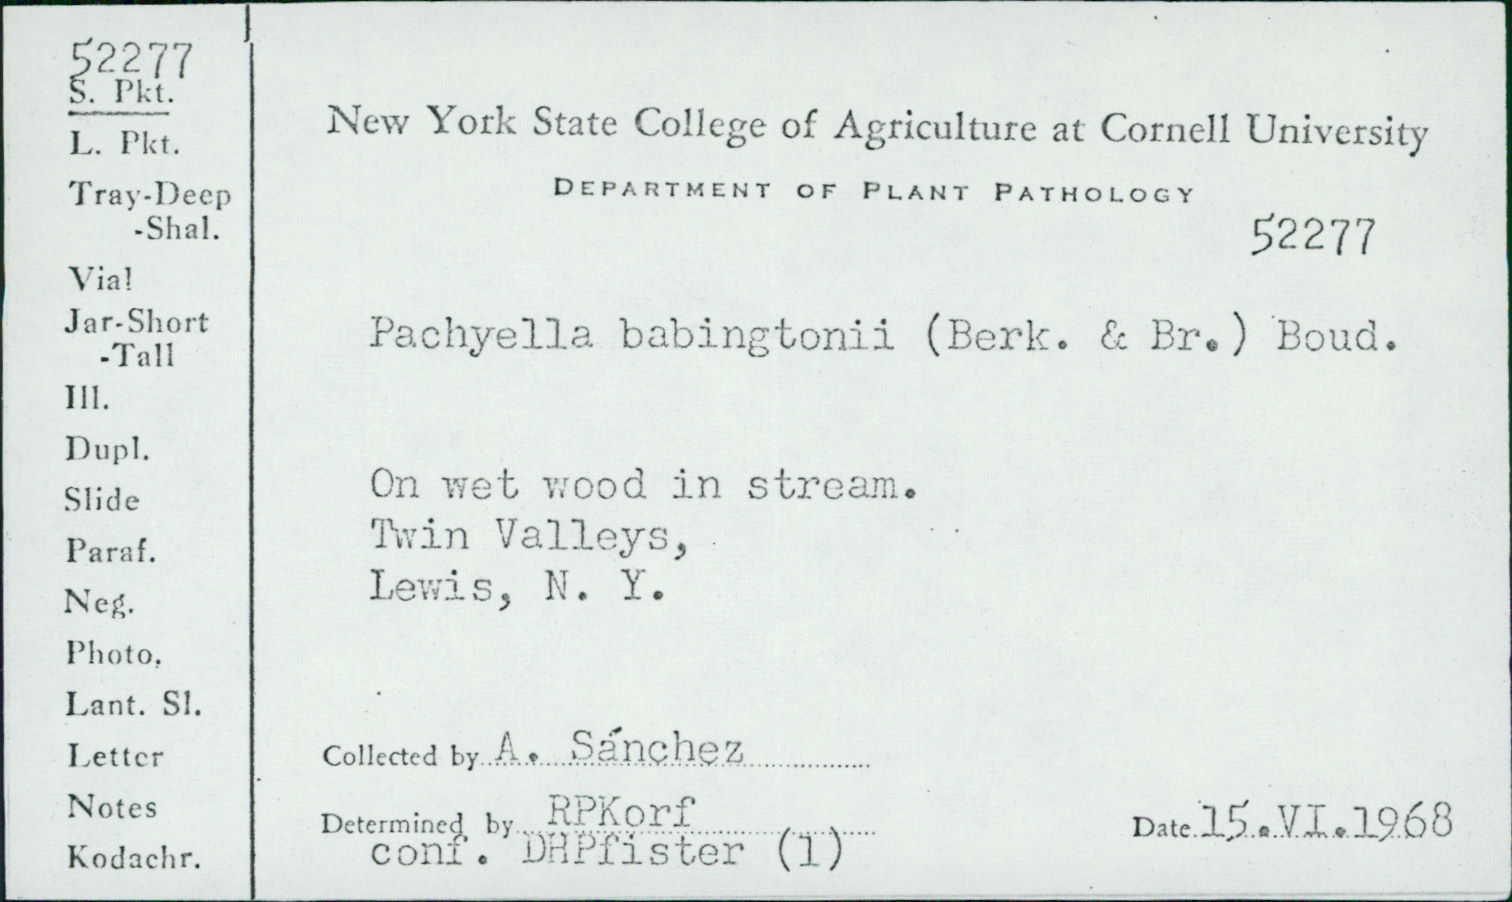 52277
S. Pkt.
L. Pkt.
Tray-Deep
-Shal.
Vial
Jar-Short
-Tall
Ill.
Dupl.
Slide
Paraf.
Neg.
Photo.
Lant. Sl.
Letter
Notes
Kodachr.
New York State College of Agriculture at Cornell University
DEPARTMENT OF PLANT PATHOLOGY
52277
Pachyella babingtonii (Berk. & Br.) Boud.
On wet wood in stream.
Twin Valleys,
Lewis, N. Y.
Collected by A. Sánchez
Determined by RPKorf
conf. DHPfister (1)
Date 15.VI.1968